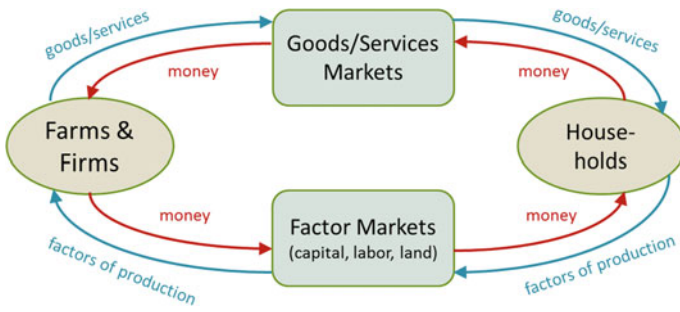 goods/services
goods/services
Goods/Services
Markets
money
money
Farms &
Firms
House-
holds
money
money
Factor Markets
(capital, labor, land)
factors of production
factors of production